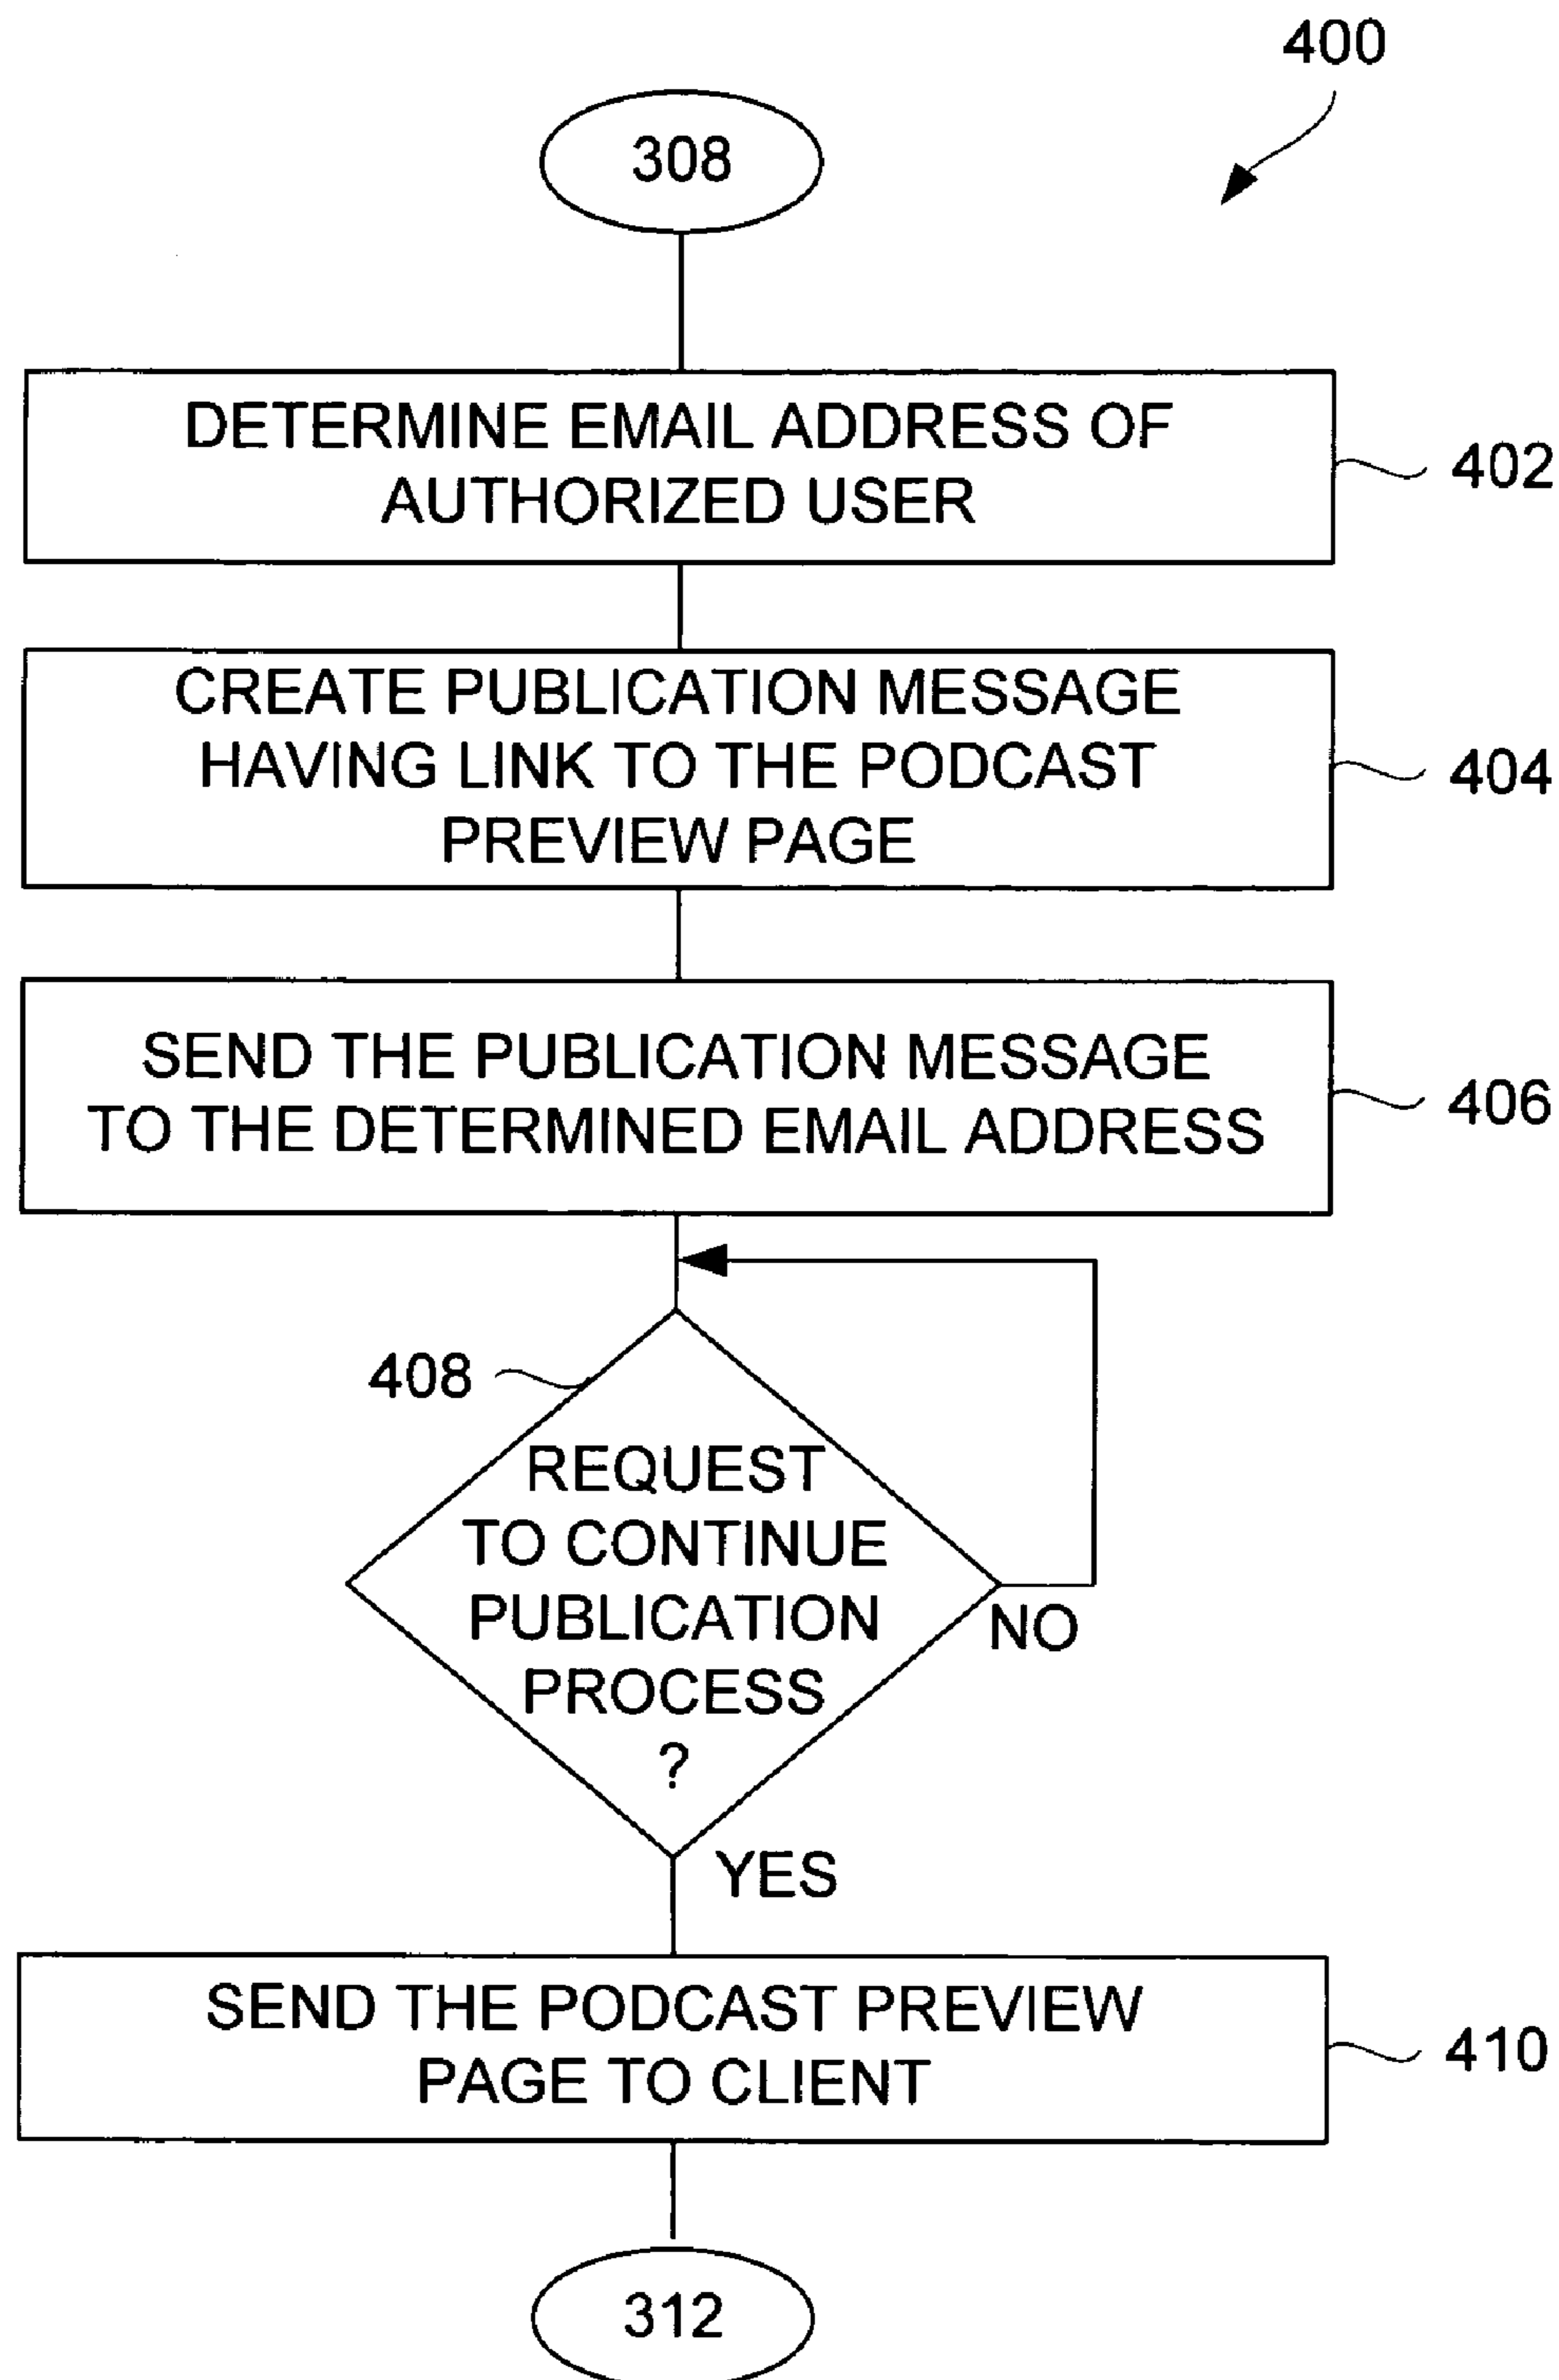 400
308
DETERMINE EMAIL ADDRESS OF
AUTHORIZED USER
402
CREATE PUBLICATION MESSAGE
HAVING LINK TO THE PODCAST
PREVIEW PAGE
404
SEND THE PUBLICATION MESSAGE
TO THE DETERMINED EMAIL ADDRESS
406
408
REQUEST
TO CONTINUE
PUBLICATION
PROCESS
?
NO
YES
SEND THE PODCAST PREVIEW
PAGE TO CLIENT
410
312